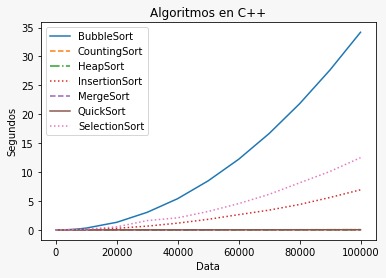 Algoritmos en C++
BubbleSort
CountingSort
HeapSort
InsertionSort
MergeSort
QuickSort
SelectionSort
Segundos
35
30
25
20
15
10
5
0
0
20000
40000
60000
80000
100000
Data